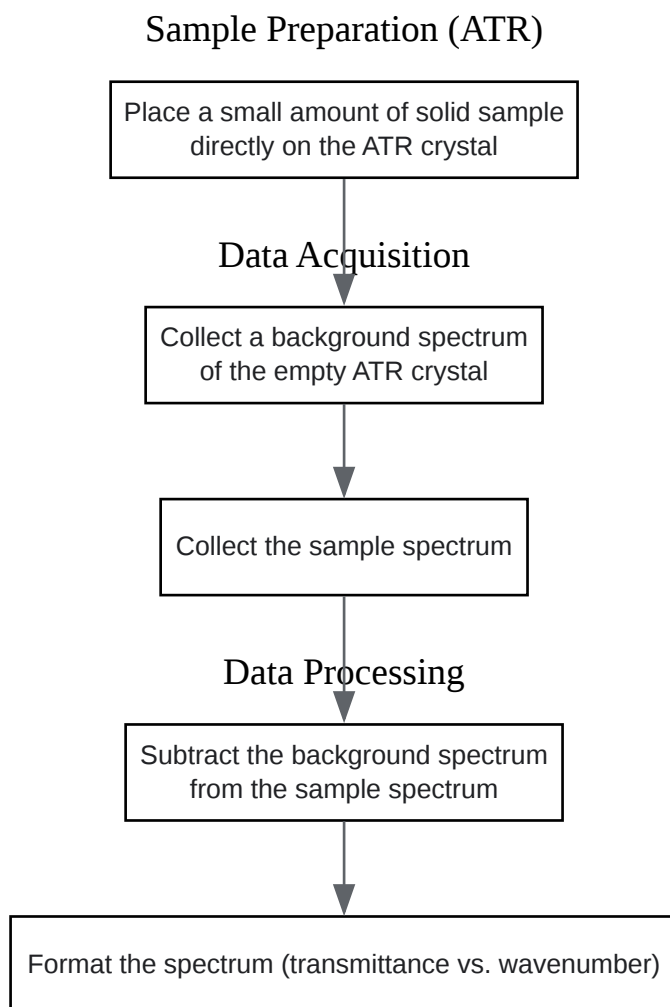 Sample Preparation (ATR)
Place a small amount of solid sample
directly on the ATR crystal
Data Acquisition
Collect a background spectrum
of the empty ATR crystal
Collect the sample spectrum
Data Processing
Subtract the background spectrum
from the sample spectrum
Format the spectrum (transmittance vs. wavenumber)